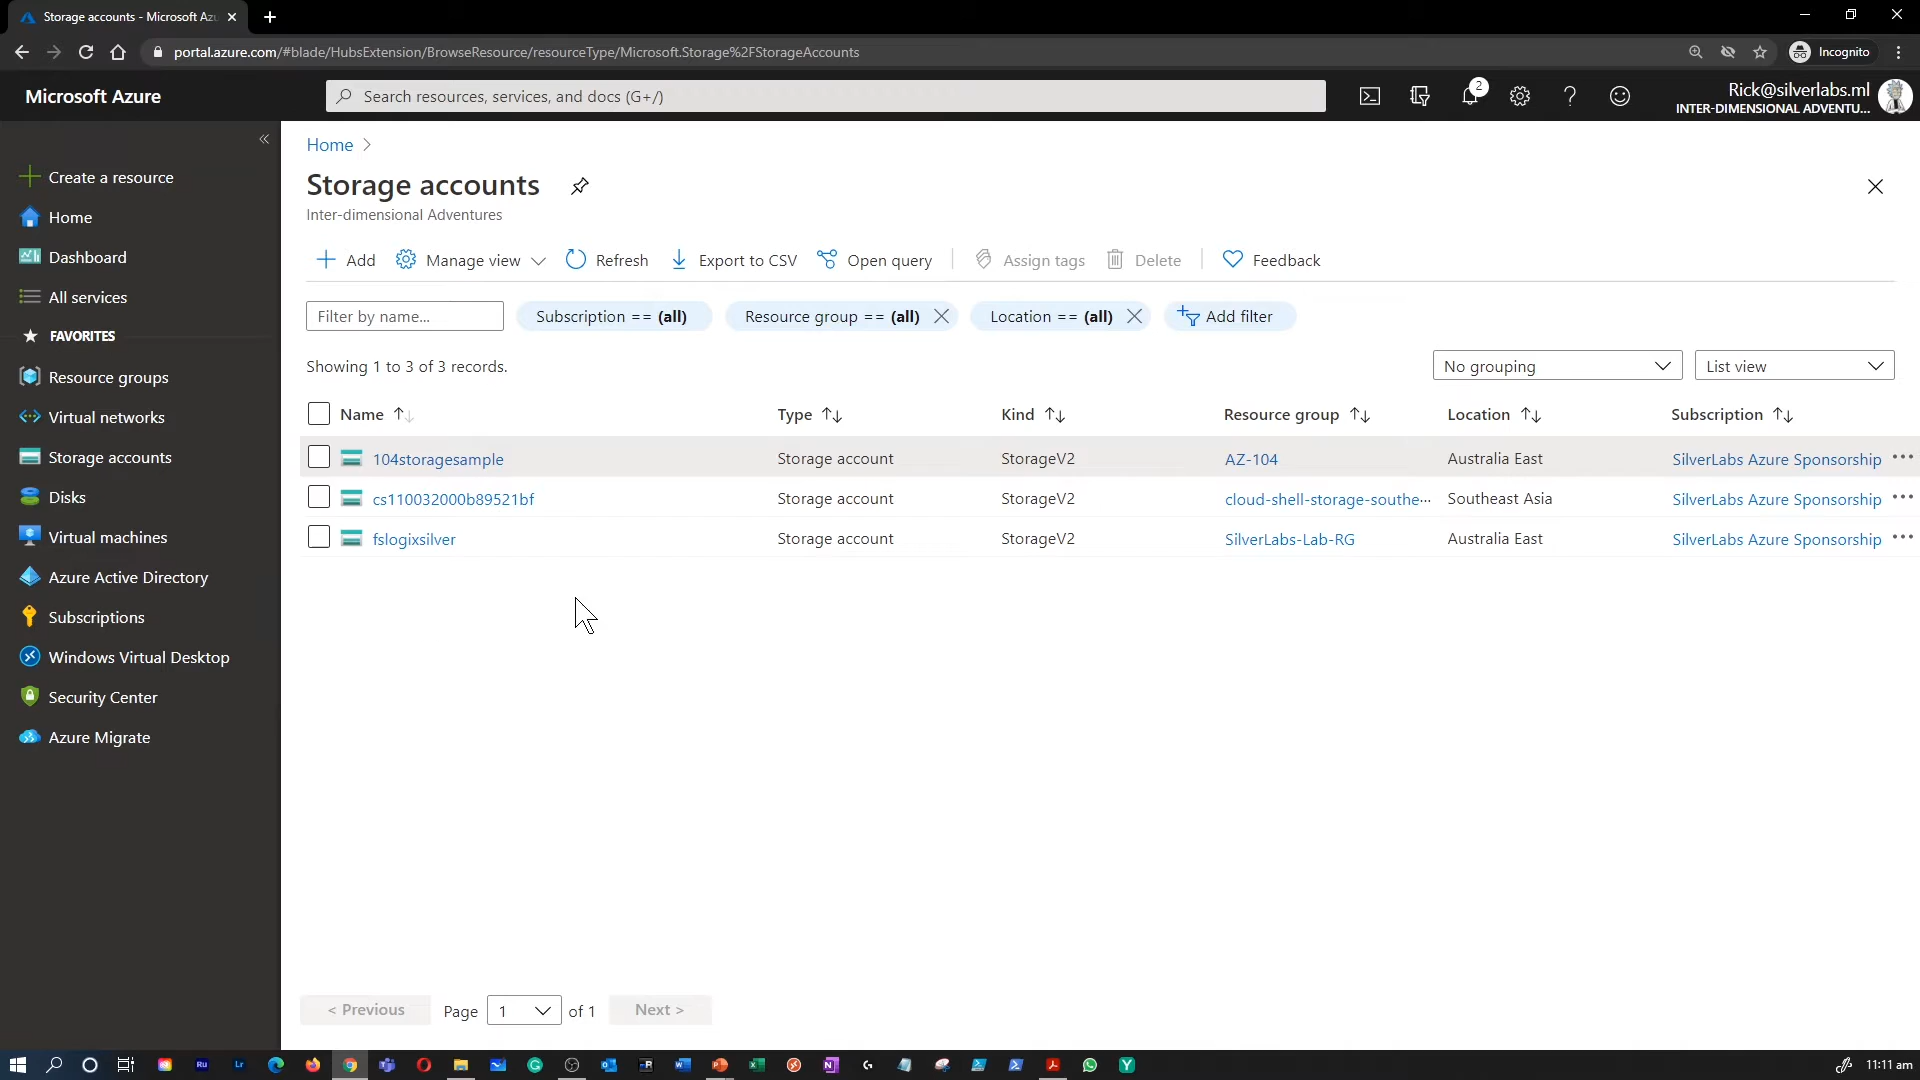 Storage accounts - Microsoft Azu
portal.azure.com/#blade/HubsExtension/BrowseResource/resourceType/Microsoft.Storage%2FStorageAccounts
Incognito
Microsoft Azure
Search resources, services, and docs (G+/)
2
Rick@silverlabs.ml
INTER-DIMENSIONAL ADVENTU...
Create a resource
Home
Dashboard
All services
FAVORITES
Resource groups
Virtual networks
Storage accounts
Disks
Virtual machines
Azure Active Directory
Subscriptions
Windows Virtual Desktop
Security Center
Azure Migrate
Home >
Storage accounts
Inter-dimensional Adventures
Add Manage view Refresh Export to CSV Open query Assign tags Delete Feedback
Filter by name... Subscription == (all) Resource group == (all) Location == (all) Add filter
Showing 1 to 3 of 3 records. No grouping List view
Name Type Kind Resource group Location Subscription
104storagesample Storage account StorageV2 AZ-104 Australia East SilverLabs Azure Sponsorship ...
cs110032000b89521bf Storage account StorageV2 cloud-shell-storage-southe... Southeast Asia SilverLabs Azure Sponsorship ...
fslogixsilver Storage account StorageV2 SilverLabs-Lab-RG Australia East SilverLabs Azure Sponsorship ...
< Previous Page 1 of 1 Next >
Ru Lr 11:11 am